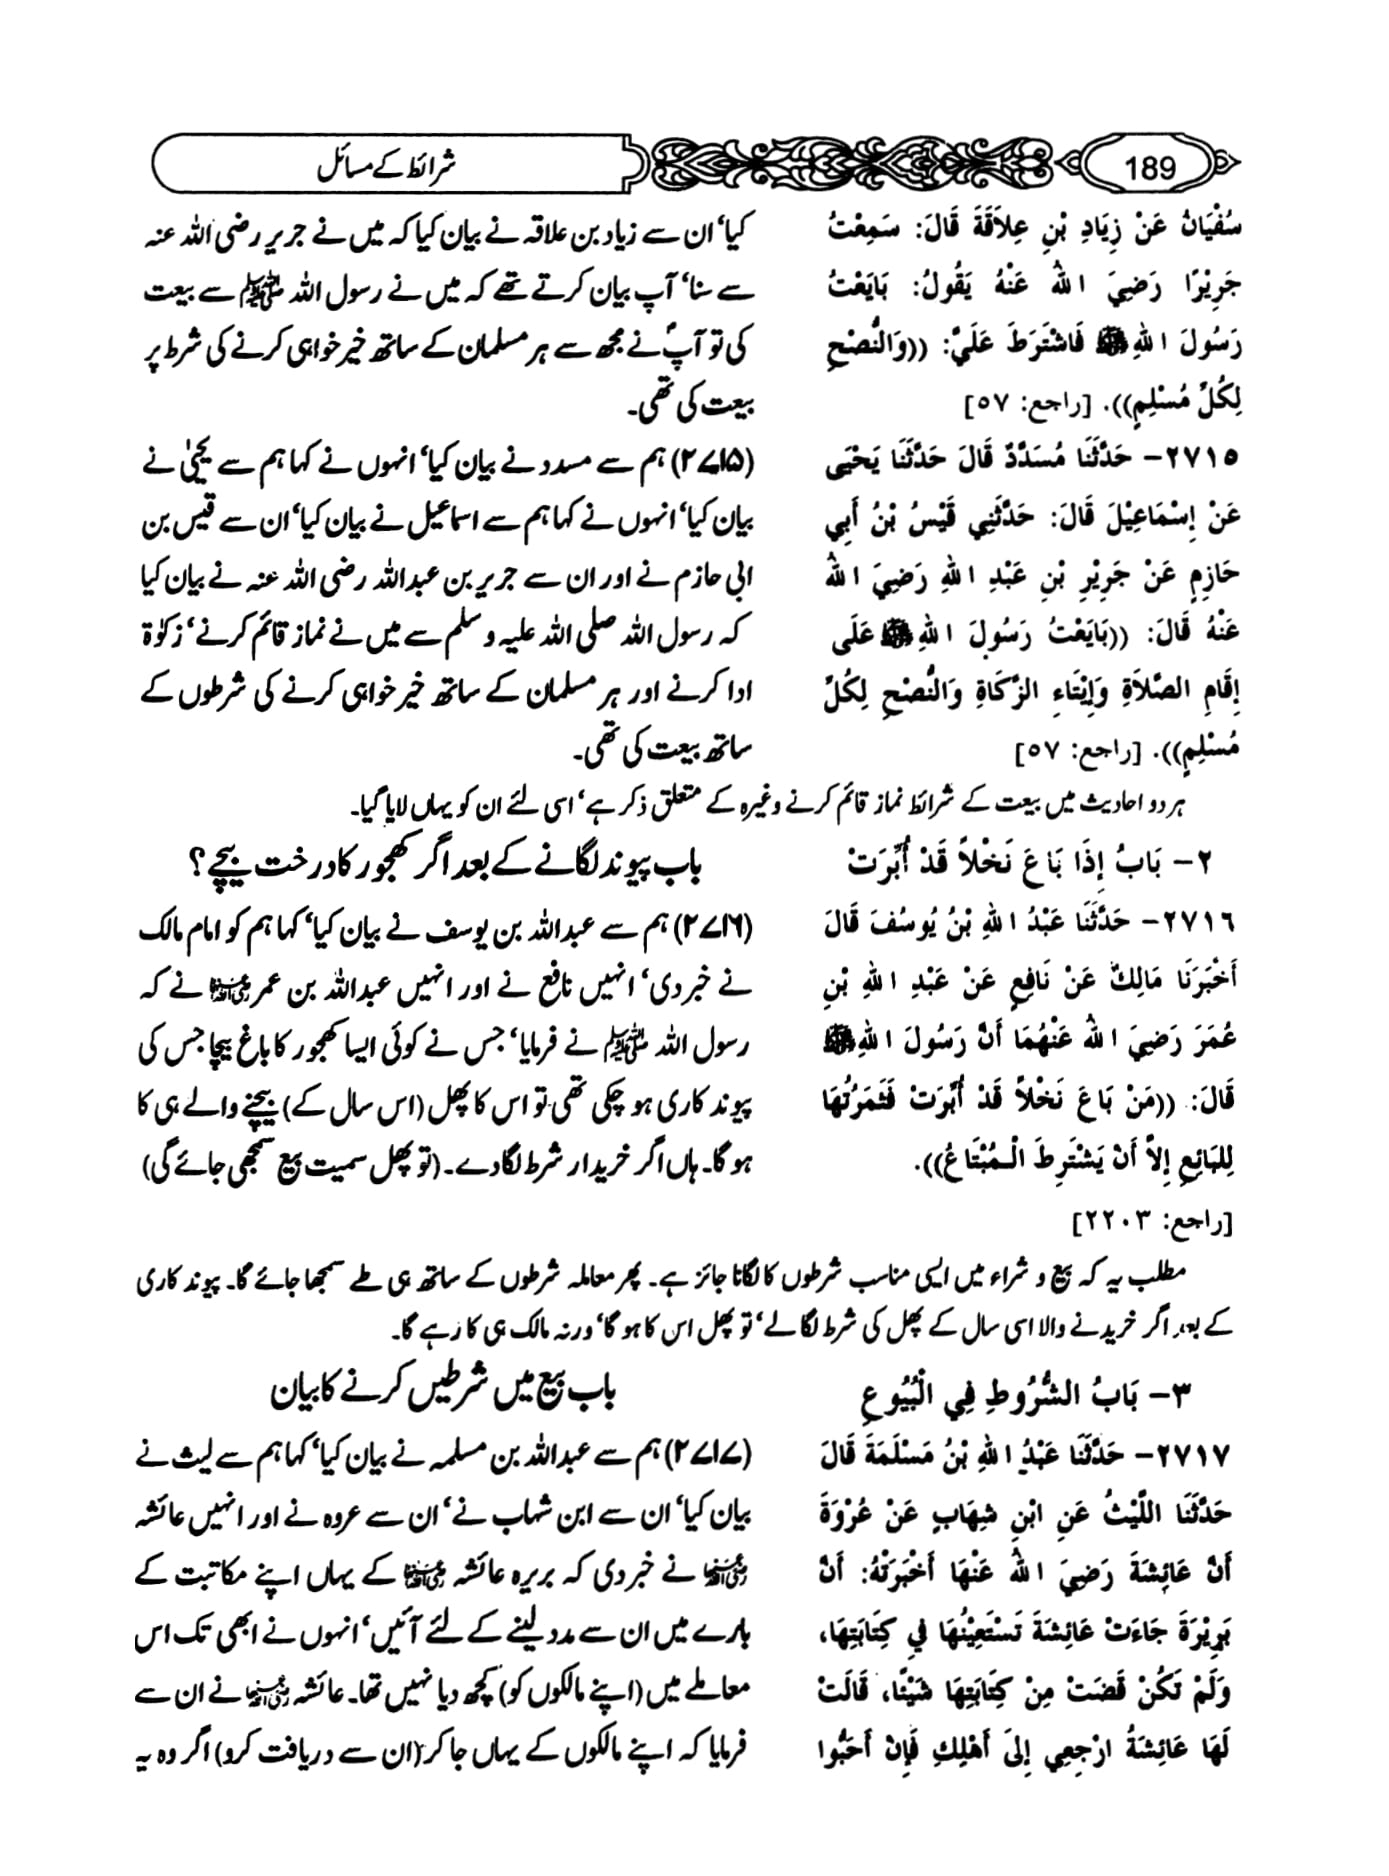 189
شرائط کے مسائل
سُفْيَانُ عَنْ زِيَادِ بْنِ عِلَاقَةَ قَالَ: سَمِعْتُ
جَرِيْرًا رَضِيَ اللهُ عَنْهُ يَقُولُ: بَايَعْتُ
رَسُولَ اللهِ ﷺ فَاشْتَرَطَ عَلَيَّ: ((وَالنُّصْحِ
لِكُلِّ مُسْلِمٍ)). [راجع: ٥٧]
٢٧١٥- حَدَّثَنَا مُسَدَّدٌ قَالَ حَدَّثَنَا يَحْيَى
عَنْ إِسْمَاعِيْلَ قَالَ: حَدَّثَنِي قَيْسُ بْنُ أَبِي
حَازِمٍ عَنْ جَرِيْرِ بْنِ عَبْدِ اللهِ رَضِيَ اللهُ
عَنْهُ قَالَ: ((بَايَعْتُ رَسُولَ اللهِ ﷺ عَلَى
إِقَامِ الصَّلاَةِ وَإِيْتَاءِ الزَّكَاةِ وَالنُّصْحِ لِكُلِّ
مُسْلِمٍ)). [راجع: ٥٧]
کیا' ان سے زیاد بن علاقہ نے بیان کیا کہ میں نے جریر رضی اللہ عنہ
سے سنا' آپ بیان کرتے تھے کہ میں نے رسول اللہ ﷺ سے بیعت
کی تو آپؐ نے مجھ سے ہر مسلمان کے ساتھ خیر خواہی کرنے کی شرط پر
بیعت کی تھی۔
(۲۷۱۵) ہم سے مسدد نے بیان کیا' انہوں نے کہا ہم سے یحییٰ نے
بیان کیا' انہوں نے کہا ہم سے اسماعیل نے بیان کیا' ان سے قیس بن
ابی حازم نے اور ان سے جریر بن عبداللہ رضی اللہ عنہ نے بیان کیا
کہ رسول اللہ صلی اللہ علیہ وسلم سے میں نے نماز قائم کرنے' زکوٰۃ
ادا کرنے اور ہر مسلمان کے ساتھ خیر خواہی کرنے کی شرطوں کے
ساتھ بیعت کی تھی۔
ہر دو احادیث میں بیعت کے شرائط نماز قائم کرنے وغیرہ کے متعلق ذکر ہے' اسی لئے ان کو یہاں لایا گیا۔
٢- بَابُ إِذَا بَاعَ نَخْلاً قَدْ أُبِّرَتْ
٢٧١٦- حَدَّثَنَا عَبْدُ اللهِ بْنُ يُوسُفَ قَالَ
أَخْبَرَنَا مَالِكٌ عَنْ نَافِعٍ عَنْ عَبْدِ اللهِ بْنِ
عُمَرَ رَضِيَ اللهُ عَنْهُمَا أَنَّ رَسُولَ اللهِ ﷺ
قَالَ: ((مَنْ بَاعَ نَخْلاً قَدْ أُبِّرَتْ فَثَمَرُتُهَا
لِلبَائِعِ إِلاَّ أَنْ يَشْتَرِطَ الْمُبْتَاعُ)).
[راجع: ٢٢٠٣]
باب پیوند لگانے کے بعد اگر کھجور کا درخت بیچے؟
(۲۷۱۶) ہم سے عبداللہ بن یوسف نے بیان کیا' کہا ہم کو امام مالک
نے خبر دی' انہیں نافع نے اور انہیں عبداللہ بن عمر رضی اللہ عنہما نے کہ
رسول اللہ ﷺ نے فرمایا' جس نے کوئی ایسا کھجور کا باغ بیچا جس کی
پیوند کاری ہو چکی تھی تو اس کا پھل (اس سال کے) بیچنے والے ہی کا
ہو گا۔ ہاں اگر خریدار شرط لگا دے۔ (تو پھل سمیت بیع سمجھی جائے گی)
مطلب یہ کہ بیع و شراء میں ایسی مناسب شرطوں کا لگانا جائز ہے۔ پھر معاملہ شرطوں کے ساتھ ہی طے سمجھا جائے گا۔ پیوند کاری
کے بعد اگر خریدنے والا اسی سال کے پھل کی شرط لگا لے' تو پھل اس کا ہو گا' ورنہ مالک ہی کا رہے گا۔
٣- بَابُ الشُّرُوطِ فِي الْبُيُوعِ
٢٧١٧- حَدَّثَنَا عَبْدُ اللهِ بْنُ مَسْلَمَةَ قَالَ
حَدَّثَنَا اللَّيْثُ عَنِ ابْنِ شِهَابٍ عَنْ عُرْوَةَ
أَنَّ عَائِشَةَ رَضِيَ اللهُ عَنْهَا أَخْبَرَتْهُ: أَنَّ
بَرِيْرَةَ جَاءَتْ عَائِشَةَ تَسْتَعِيْنُهَا فِي كِتَابَتِهَا،
وَلَمْ تَكُنْ قَضَتْ مِنْ كِتَابَتِهَا شَيْئًا، قَالَتْ
لَهَا عَائِشَةُ ارْجِعِي إِلَى أَهْلِكِ فَإِنْ أَحَبُّوا
باب بیع میں شرطیں کرنے کا بیان
(۲۷۱۷) ہم سے عبداللہ بن مسلمہ نے بیان کیا' کہا ہم سے لیث نے
بیان کیا' ان سے ابن شہاب نے' ان سے عروہ نے اور انہیں عائشہ
رضی اللہ عنہا نے خبر دی کہ بریرہ عائشہ رضی اللہ عنہا کے یہاں اپنے مکاتبت کے
بارے میں ان سے مدد لینے کے لئے آئیں' انہوں نے ابھی تک اس
معاملے میں (اپنے مالکوں کو) کچھ دیا نہیں تھا۔ عائشہ رضی اللہ عنہا نے ان سے
فرمایا کہ اپنے مالکوں کے یہاں جا کر (ان سے دریافت کرو) اگر وہ یہ